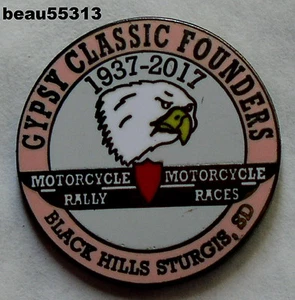 beau55313
GYPSY CLASSIC FOUNDERS
1937-2017
MOTORCYCLE MOTORCYCLE
RALLY RACES
BLACK HILLS STURGIS, SD